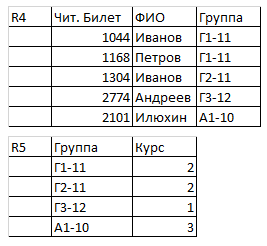 R4 Чит. Билет ФИО Группа
1044 Иванов Г1-11
1168 Петров Г1-11
1304 Иванов Г2-11
2774 Андреев Г3-12
2101 Илюхин А1-10
R5 Группа Курс
Г1-11 2
Г2-11 2
Г3-12 1
А1-10 3